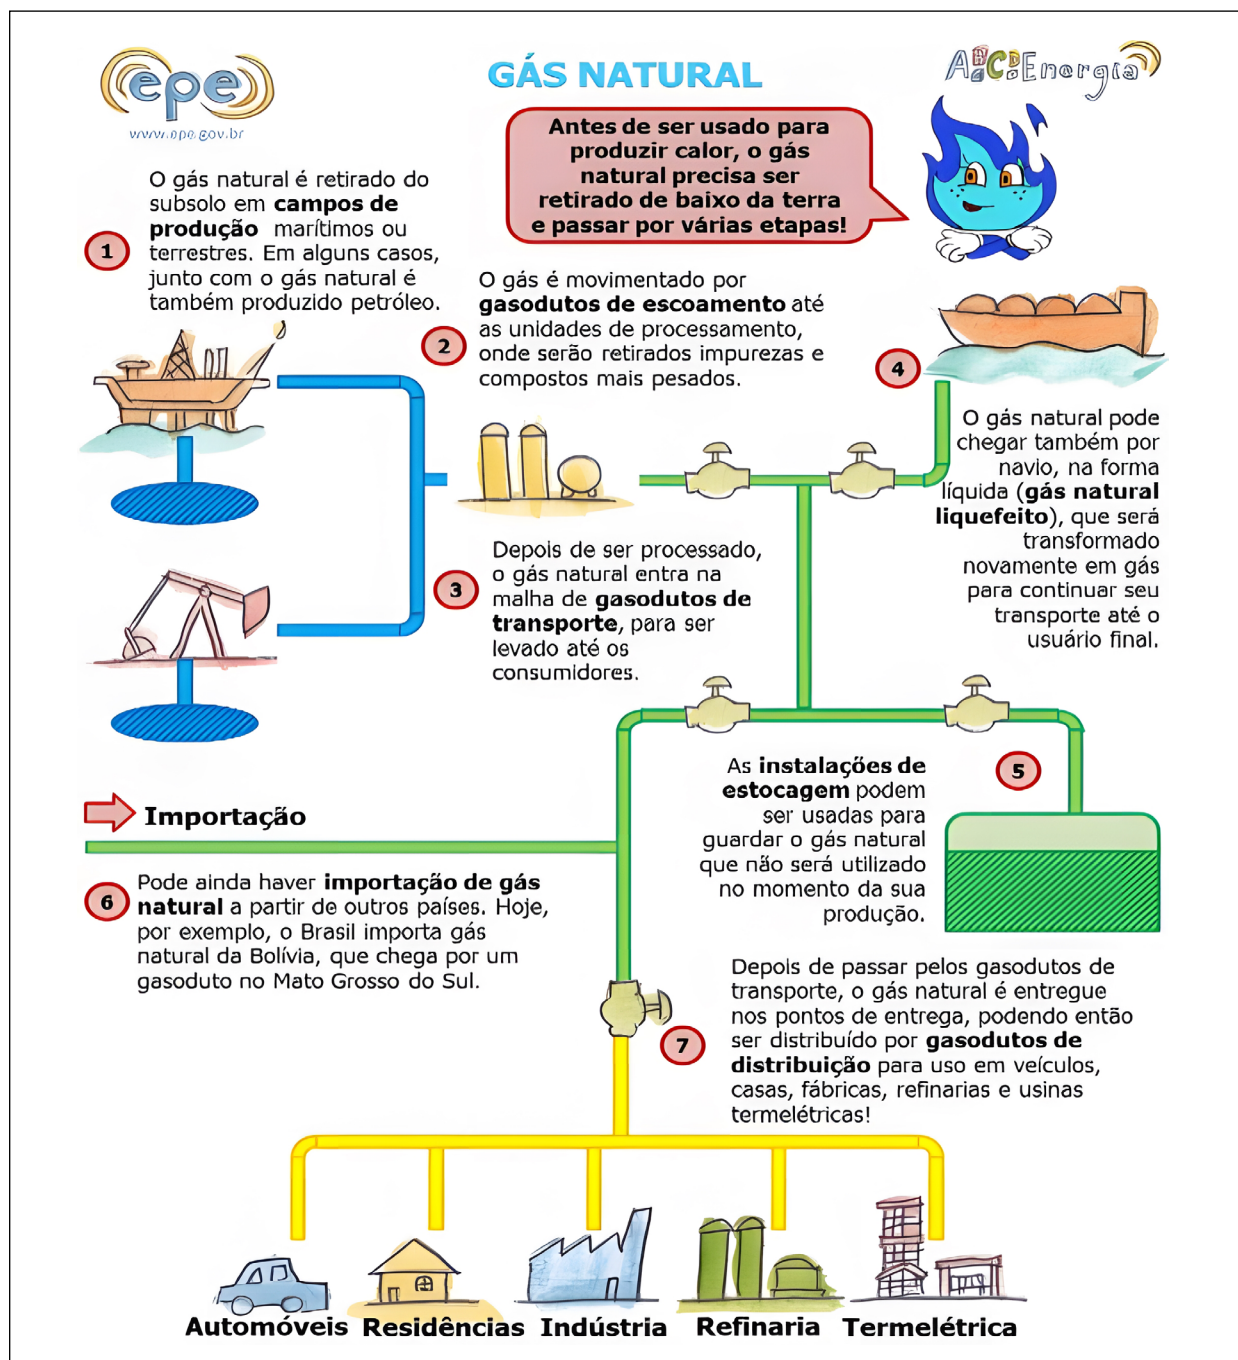 epe
www.epe.gov.br
GÁS NATURAL
ABCDEnergia
Antes de ser usado para
produzir calor, o gás
natural precisa ser
retirado de baixo da terra
e passar por várias etapas!
1
O gás natural é retirado do
subsolo em campos de
produção marítimos ou
terrestres. Em alguns casos,
junto com o gás natural é
também produzido petróleo.
2
O gás é movimentado por
gasodutos de escoamento até
as unidades de processamento,
onde serão retirados impurezas e
compostos mais pesados.
3
Depois de ser processado,
o gás natural entra na
malha de gasodutos de
transporte, para ser
levado até os
consumidores.
4
O gás natural pode
chegar também por
navio, na forma
líquida (gás natural
liquefeito), que será
transformado
novamente em gás
para continuar seu
transporte até o
usuário final.
5
As instalações de
estocagem podem
ser usadas para
guardar o gás natural
que não será utilizado
no momento da sua
produção.
Importação
6
Pode ainda haver importação de gás
natural a partir de outros países. Hoje,
por exemplo, o Brasil importa gás
natural da Bolívia, que chega por um
gasoduto no Mato Grosso do Sul.
7
Depois de passar pelos gasodutos de
transporte, o gás natural é entregue
nos pontos de entrega, podendo então
ser distribuído por gasodutos de
distribuição para uso em veículos,
casas, fábricas, refinarias e usinas
termelétricas!
Automóveis Residências Indústria Refinaria Termelétrica